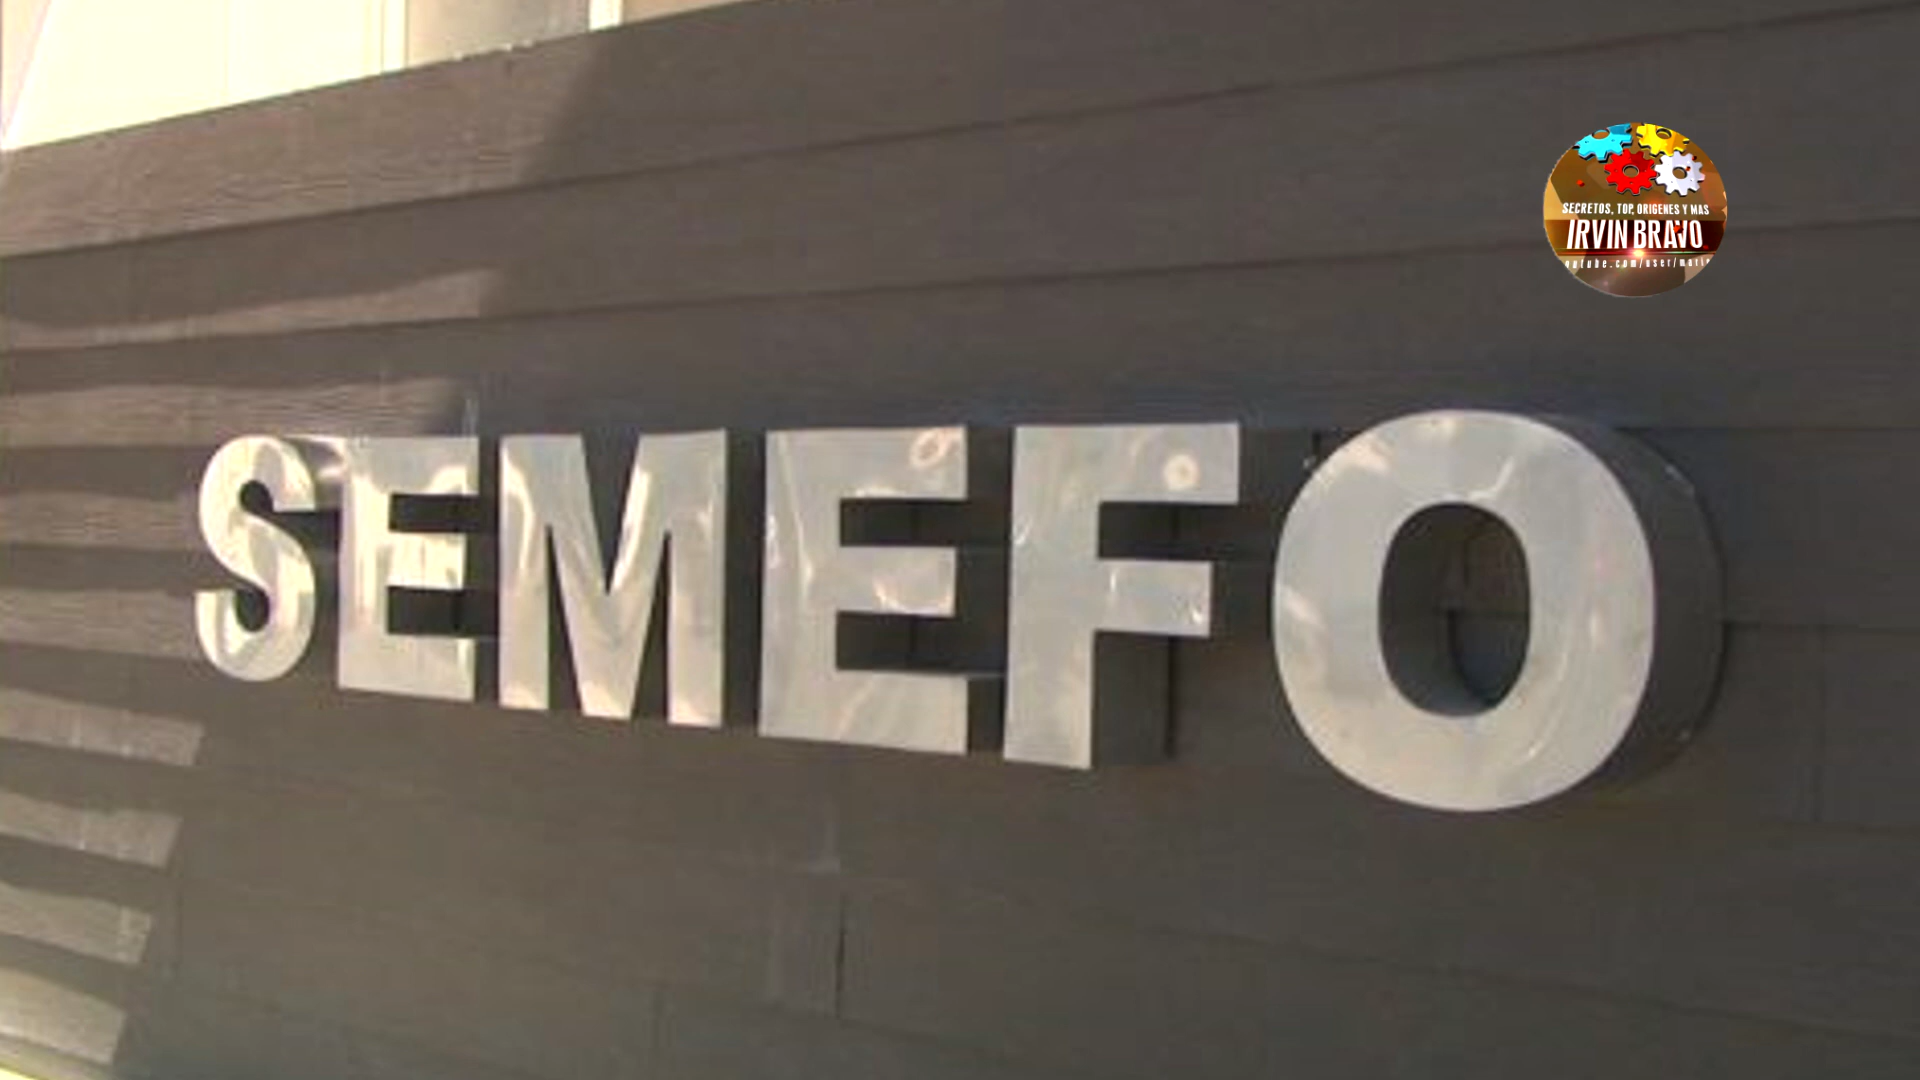 SECRETOS, TOP, ORIGENES Y MAS
IRVIN BRAVO
SEMEFO